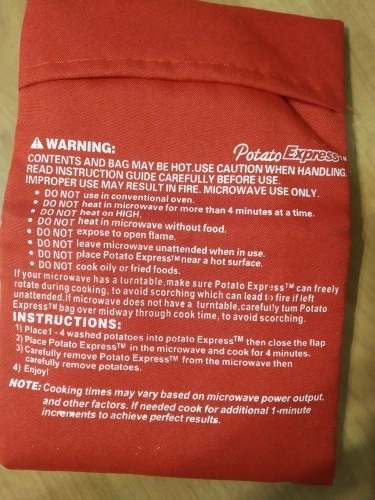 ⚠ WARNING:
Potato Express™
CONTENTS AND BAG MAY BE HOT.USE CAUTION WHEN HANDLING.
READ INSTRUCTION GUIDE CAREFULLY BEFORE USE.
IMPROPER USE MAY RESULT IN FIRE. MICROWAVE USE ONLY.
• DO NOT use in conventional oven.
• DO NOT heat in microwave for more than 4 minutes at a time.
• DO NOT heat on HIGH.
• DO NOT heat in microwave without food.
• DO NOT expose to open flame.
• DO NOT leave microwave unattended when in use.
• DO NOT place Potato Express™ near a hot surface.
• DO NOT cook oily or fried foods.
If your microwave has a turntable,make sure Potato Express™ can freely
rotate during cooking, to avoid scorching which can lead to fire if left
unattended.If microwave does not have a turntable,carefully turn Potato
Express™ bag over midway through cook time, to avoid scorching.
INSTRUCTIONS:
1) Place1 - 4 washed potatoes into Potato Express™ then close the flap
2) Place Potato Express™ in the microwave and cook for 4 minutes.
3) Carefully remove Potato Express™ from the microwave then
carefully remove potatoes.
4) Enjoy!
NOTE: Cooking times may vary based on microwave power output,
and other factors. If needed cook for additional 1-minute
increments to achieve perfect results.